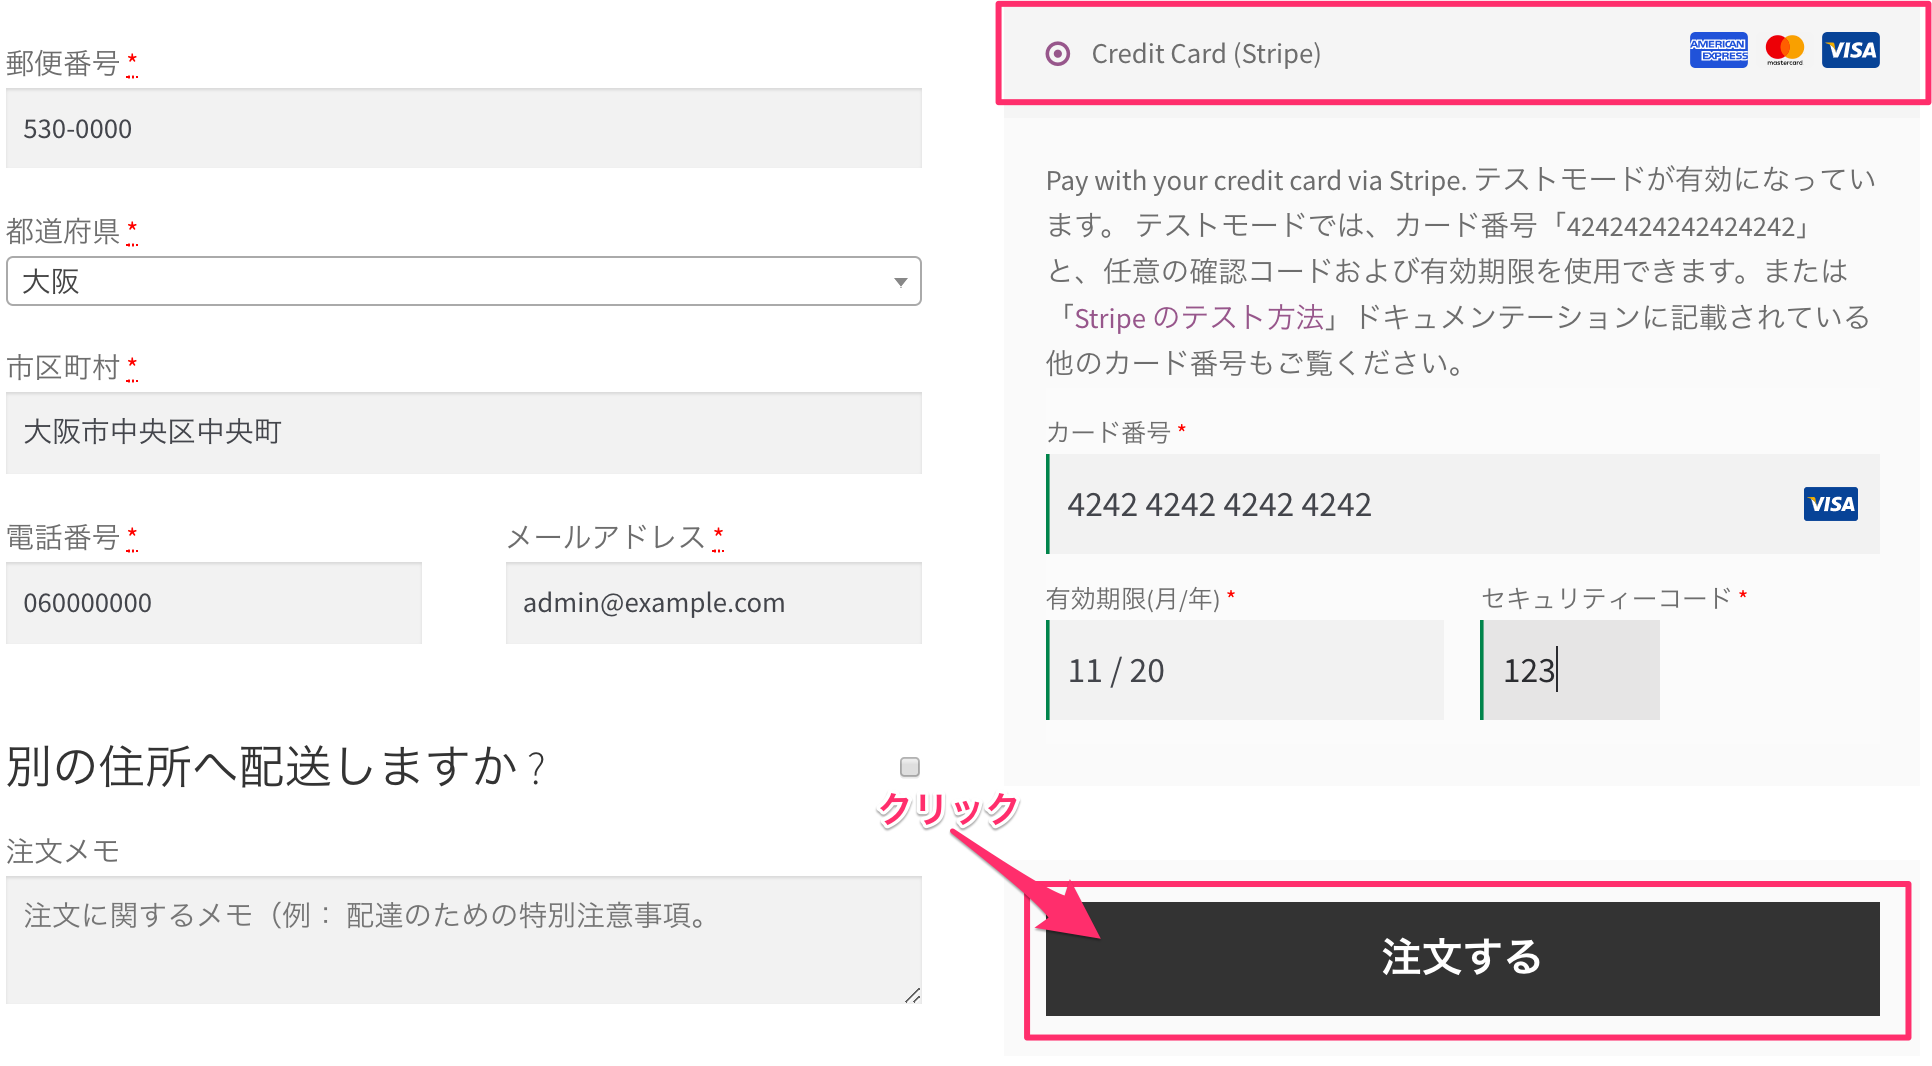 郵便番号 *
530-0000
都道府県 *
大阪
市区町村 *
大阪市中央区中央町
電話番号 *
060000000
メールアドレス *
admin@example.com
別の住所へ配送しますか ?
注文メモ
注文に関するメモ（例： 配達のための特別注意事項。
Credit Card (Stripe)
AMERICAN EXPRESS
mastercard
VISA
Pay with your credit card via Stripe. テストモードが有効になってい
ます。 テストモードでは、カード番号「4242424242424242」
と、任意の確認コードおよび有効期限を使用できます。または
「Stripe のテスト方法」ドキュメンテーションに記載されている
他のカード番号もご覧ください。
カード番号 *
4242 4242 4242 4242
VISA
有効期限(月/年) *
11 / 20
セキュリティーコード *
123
クリック
注文する